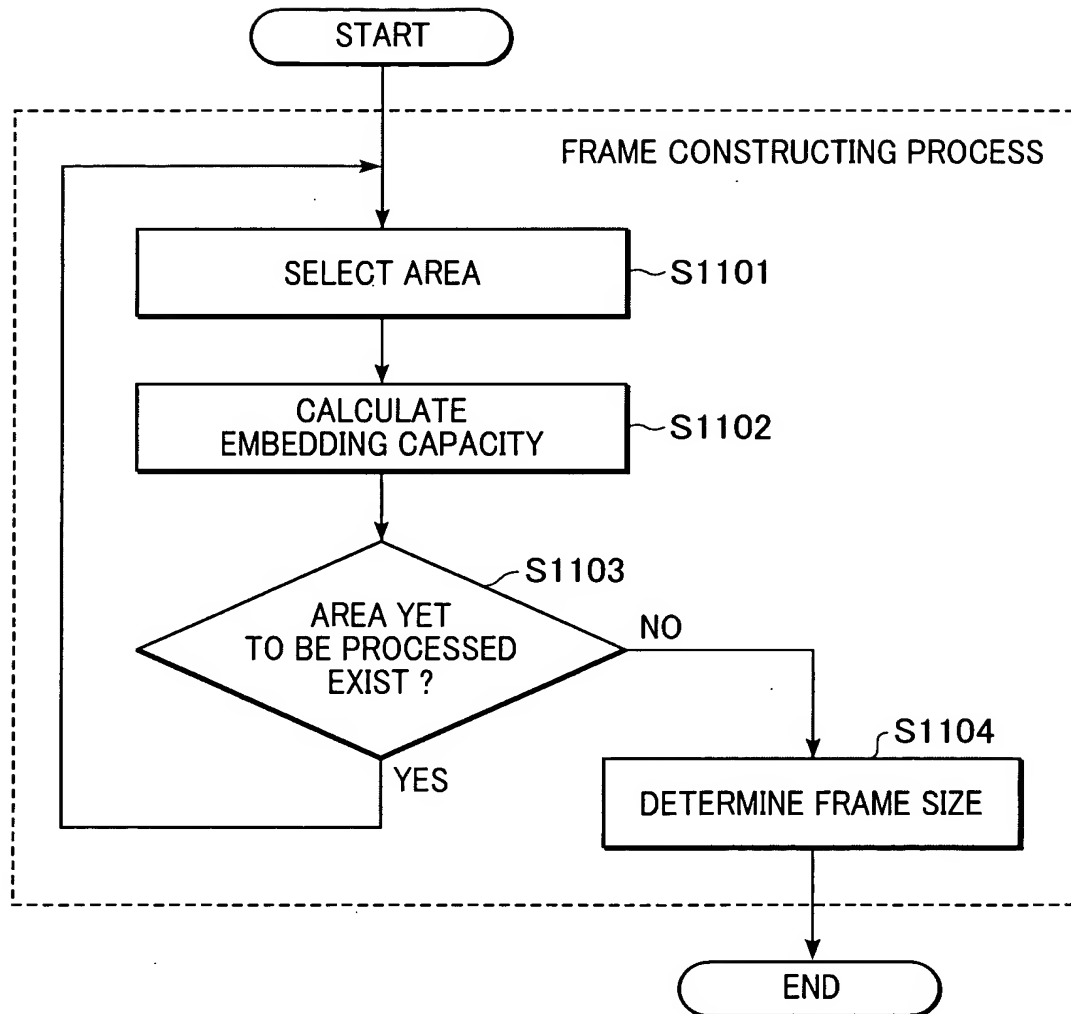 START
FRAME CONSTRUCTING PROCESS
SELECT AREA
S1101
CALCULATE
EMBEDDING CAPACITY
S1102
S1103
AREA YET
TO BE PROCESSED
EXIST ?
NO
YES
S1104
DETERMINE FRAME SIZE
END